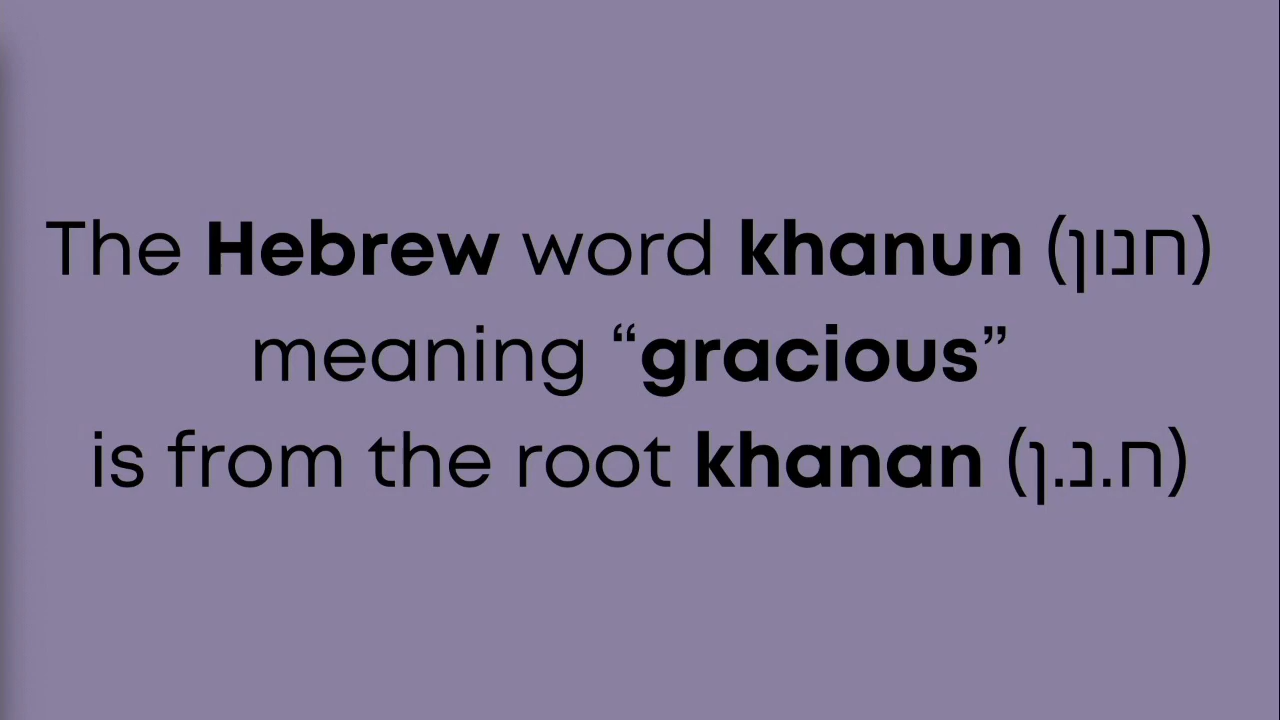 The Hebrew word khanun (חנון)
meaning “gracious”
is from the root khanan (ח.נ.ן)